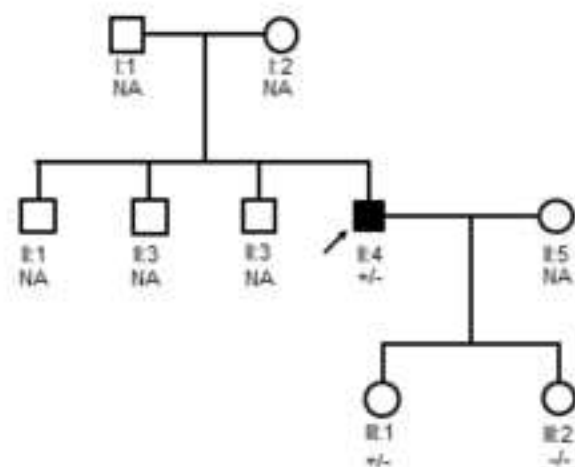 I:1 I:2
NA NA
II:1 II:3 II:3 II:4 II:5
NA NA NA +/- NA
III:1 III:2
+/- -/-